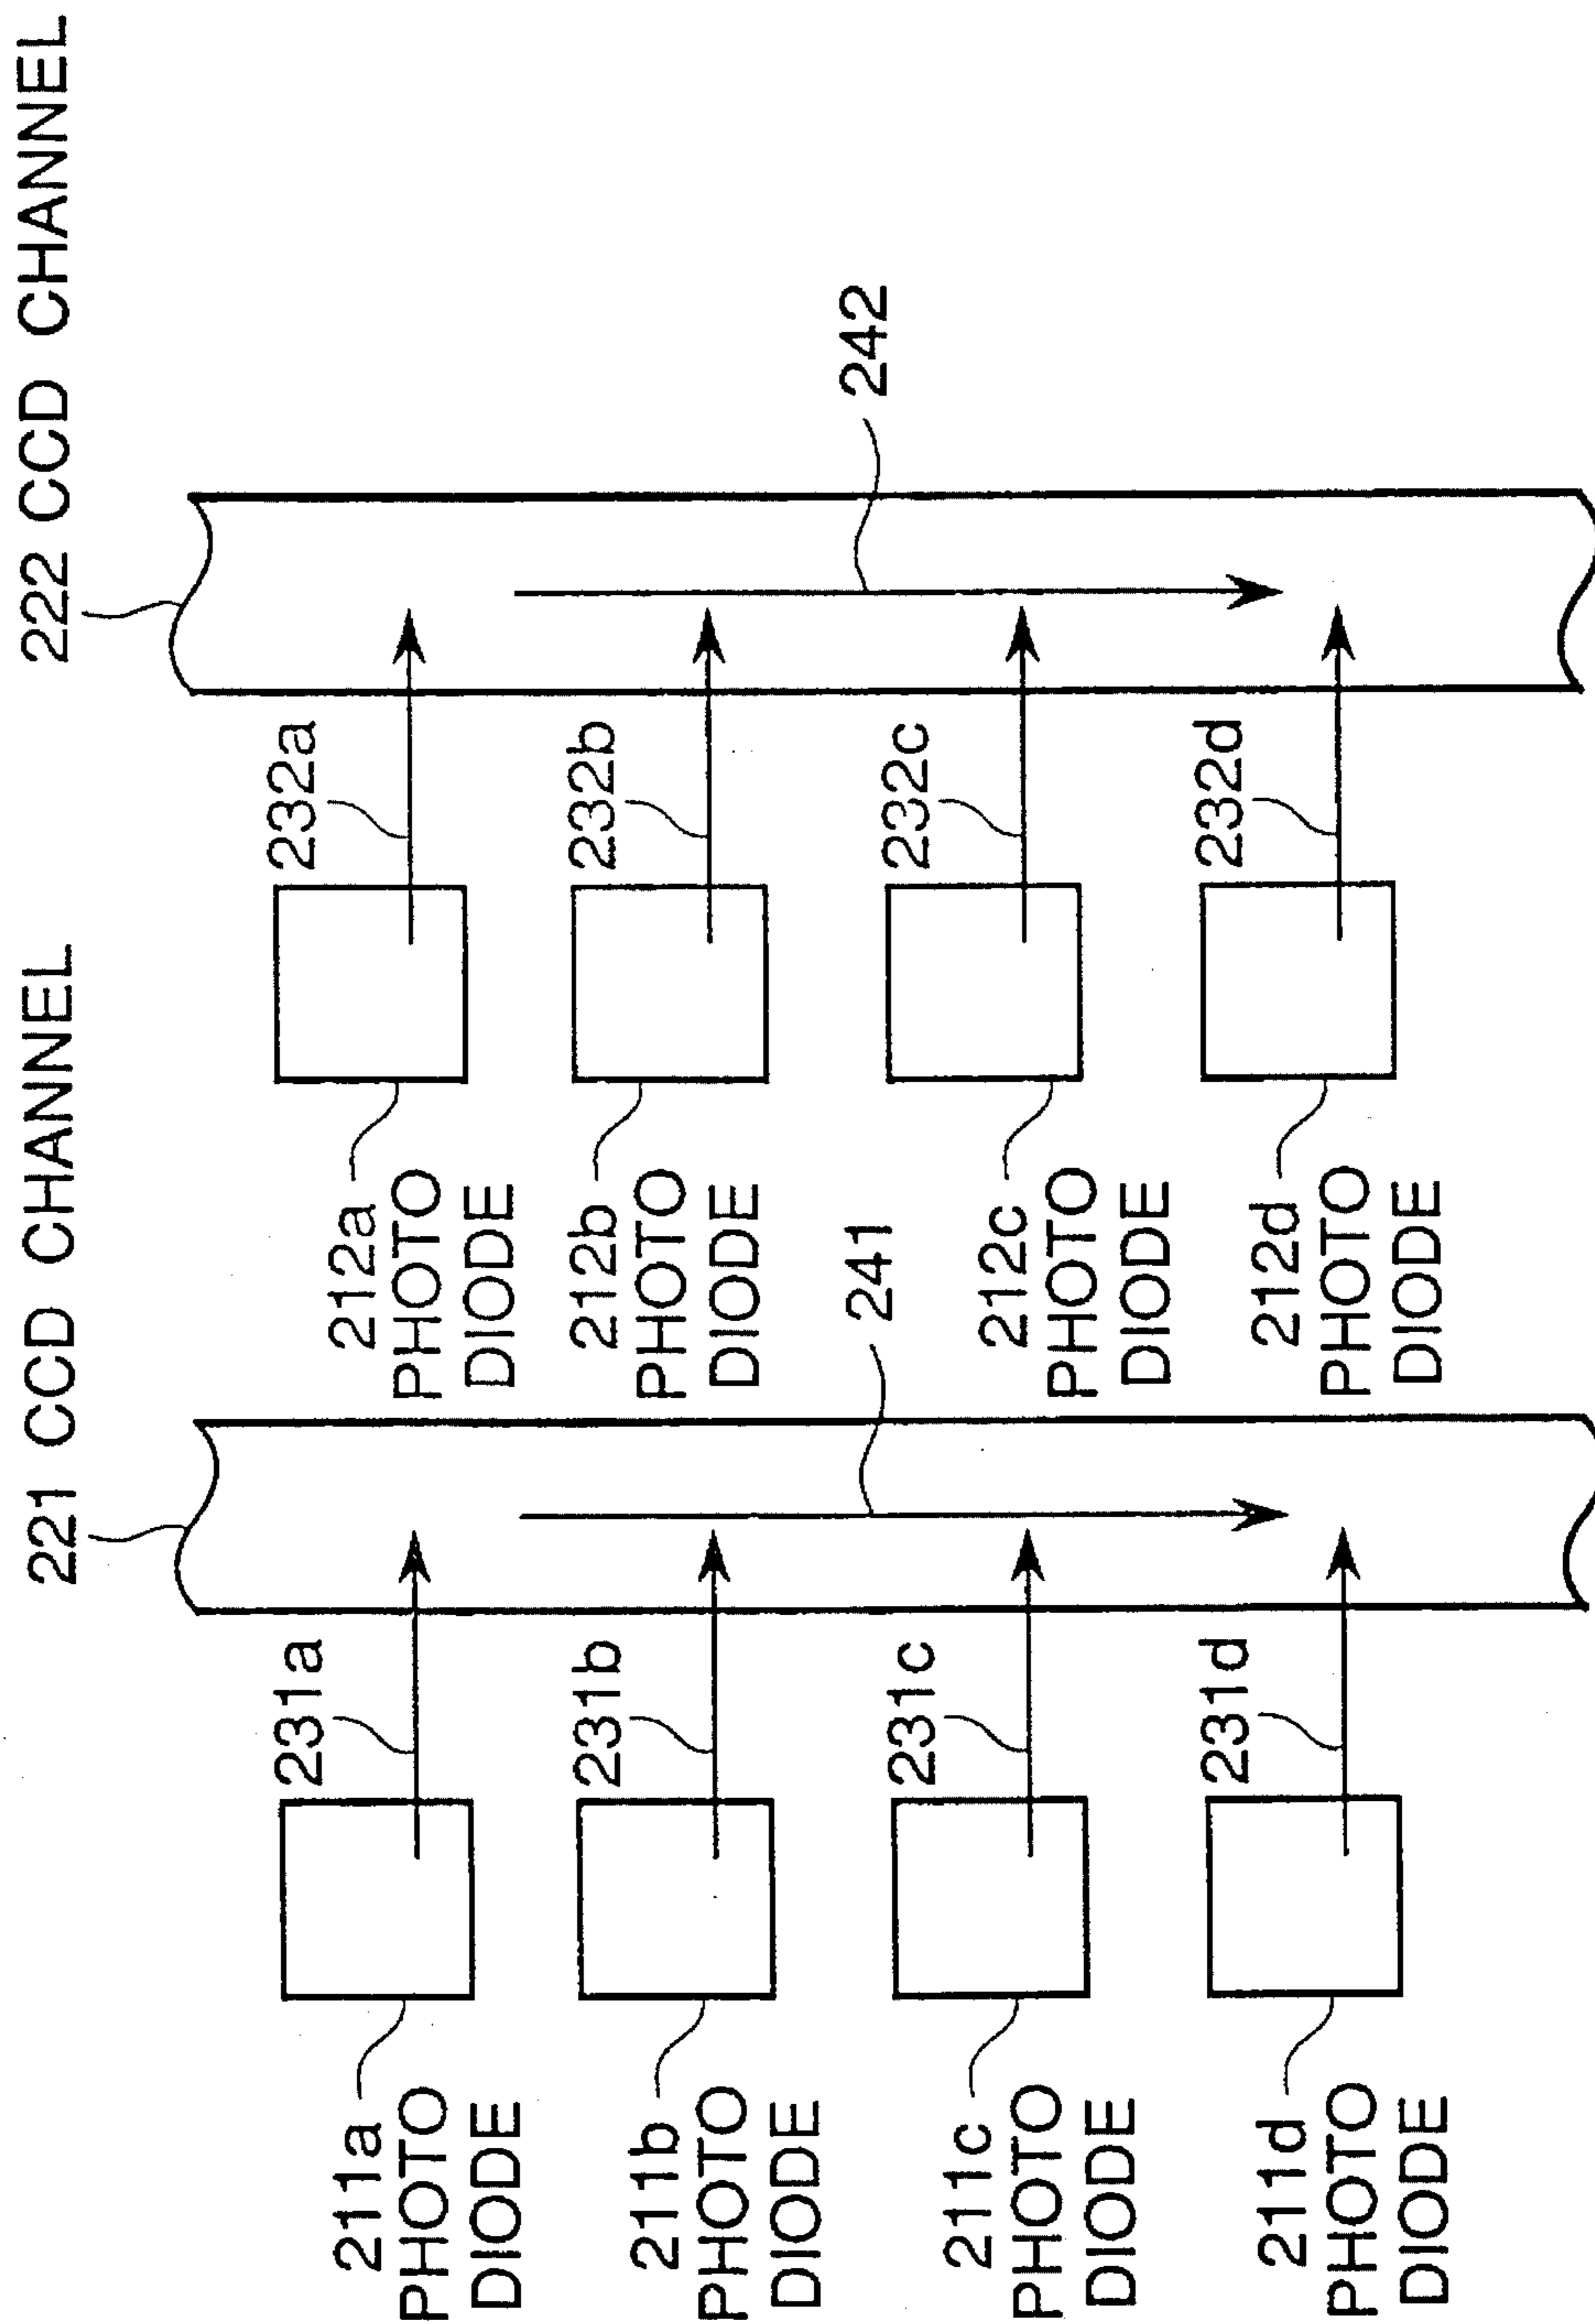 221 CCD CHANNEL
222 CCD CHANNEL
211a
PHOTO
DIODE
231a
212a
PHOTO
DIODE
232a
211b
PHOTO
DIODE
231b
212b
PHOTO
DIODE
232b
241
242
211c
PHOTO
DIODE
231c
212c
PHOTO
DIODE
232c
211d
PHOTO
DIODE
231d
212d
PHOTO
DIODE
232d